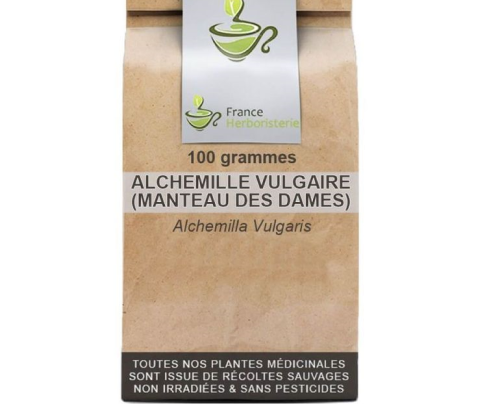 France
Herboristerie
100 grammes
ALCHEMILLE VULGAIRE
(MANTEAU DES DAMES)
Alchemilla Vulgaris
TOUTES NOS PLANTES MÉDICINALES
SONT ISSUE DE RÉCOLTES SAUVAGES
NON IRRADIÉES & SANS PESTICIDES